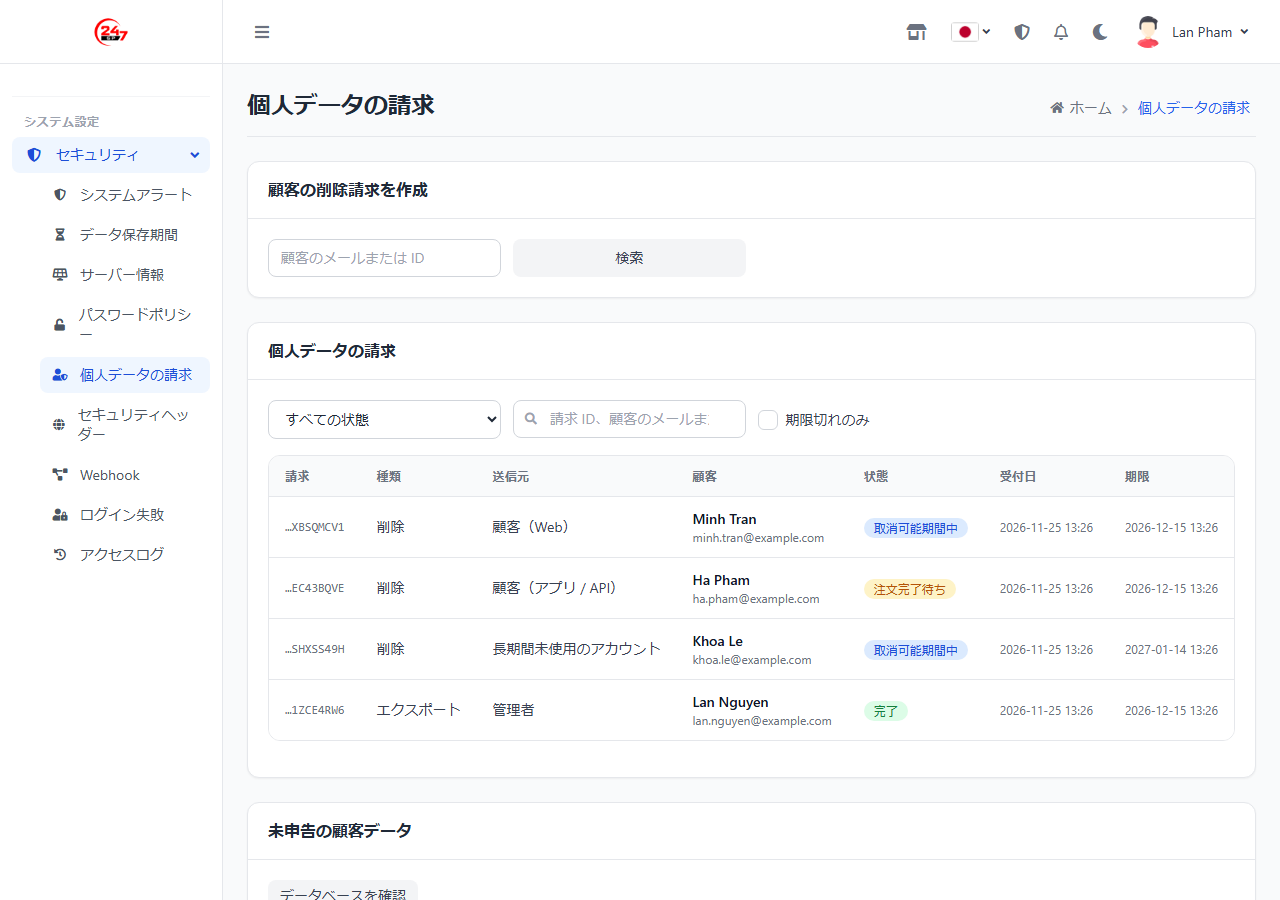 247
Lan Pham
システム設定
セキュリティ
システムアラート
データ保存期間
サーバー情報
パスワードポリシ
ー
個人データの請求
セキュリティヘッ
ダー
Webhook
ログイン失敗
アクセスログ
個人データの請求
ホーム
個人データの請求
顧客の削除請求を作成
顧客のメールまたは ID
検索
個人データの請求
すべての状態
請求 ID、顧客のメールま
期限切れのみ
請求 種類 送信元 顧客 状態 受付日 期限
…XBSQMCV1 削除 顧客（Web） Minh Tran 取消可能期間中 2026-11-25 13:26 2026-12-15 13:26
minh.tran@example.com
…EC43BQVE 削除 顧客（アプリ / API） Ha Pham 注文完了待ち 2026-11-25 13:26 2026-12-15 13:26
ha.pham@example.com
…SHXSS49H 削除 長期間未使用のアカウント Khoa Le 取消可能期間中 2026-11-25 13:26 2027-01-14 13:26
khoa.le@example.com
…1ZCE4RW6 エクスポート 管理者 Lan Nguyen 完了 2026-11-25 13:26 2026-12-15 13:26
lan.nguyen@example.com
未申告の顧客データ
データベースを確認